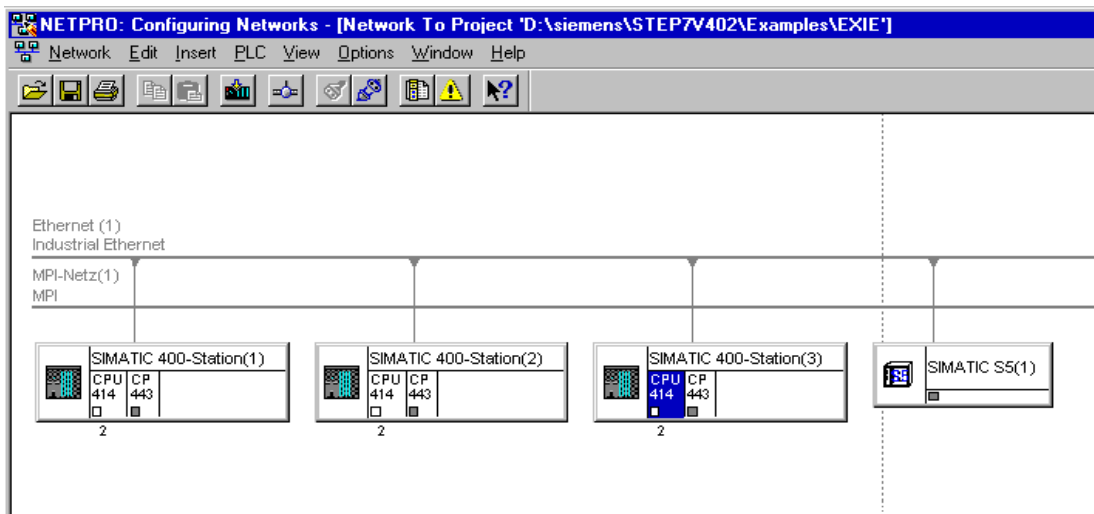 NETPRO: Configuring Networks - [Network To Project 'D:\siemens\STEP7V402\Examples\EXIE']
Network Edit Insert PLC View Options Window Help
Ethernet (1)
Industrial Ethernet
MPI-Netz(1)
MPI
SIMATIC 400-Station(1)
CPU CP
414 443
2
SIMATIC 400-Station(2)
CPU CP
414 443
2
SIMATIC 400-Station(3)
CPU CP
414 443
2
SIMATIC S5(1)